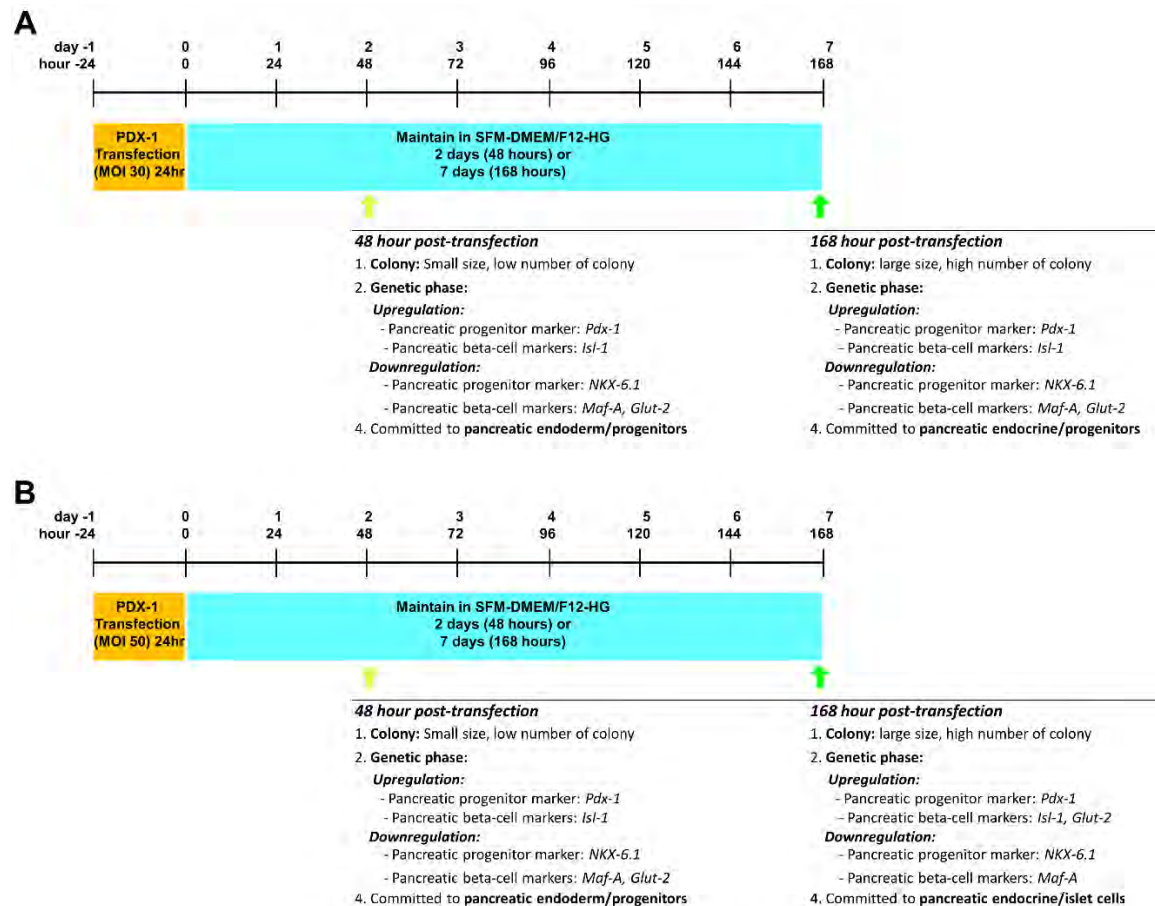 A
day -1 0 1 2 3 4 5 6 7
hour -24 0 24 48 72 96 120 144 168
PDX-1
Transfection
(MOI 30) 24hr
Maintain in SFM-DMEM/F12-HG
2 days (48 hours) or
7 days (168 hours)
48 hour post-transfection
1. Colony: Small size, low number of colony
2. Genetic phase:
Upregulation:
- Pancreatic progenitor marker: Pdx-1
- Pancreatic beta-cell markers: Isl-1
Downregulation:
- Pancreatic progenitor marker: NKX-6.1
- Pancreatic beta-cell markers: Maf-A, Glut-2
4. Committed to pancreatic endoderm/progenitors
168 hour post-transfection
1. Colony: large size, high number of colony
2. Genetic phase:
Upregulation:
- Pancreatic progenitor marker: Pdx-1
- Pancreatic beta-cell markers: Isl-1
Downregulation:
- Pancreatic progenitor marker: NKX-6.1
- Pancreatic beta-cell markers: Maf-A, Glut-2
4. Committed to pancreatic endocrine/progenitors
B
day -1 0 1 2 3 4 5 6 7
hour -24 0 24 48 72 96 120 144 168
PDX-1
Transfection
(MOI 50) 24hr
Maintain in SFM-DMEM/F12-HG
2 days (48 hours) or
7 days (168 hours)
48 hour post-transfection
1. Colony: Small size, low number of colony
2. Genetic phase:
Upregulation:
- Pancreatic progenitor marker: Pdx-1
- Pancreatic beta-cell markers: Isl-1
Downregulation:
- Pancreatic progenitor marker: NKX-6.1
- Pancreatic beta-cell markers: Maf-A, Glut-2
4. Committed to pancreatic endoderm/progenitors
168 hour post-transfection
1. Colony: large size, high number of colony
2. Genetic phase:
Upregulation:
- Pancreatic progenitor marker: Pdx-1
- Pancreatic beta-cell markers: Isl-1, Glut-2
Downregulation:
- Pancreatic progenitor marker: NKX-6.1
- Pancreatic beta-cell markers: Maf-A
4. Committed to pancreatic endocrine/islet cells